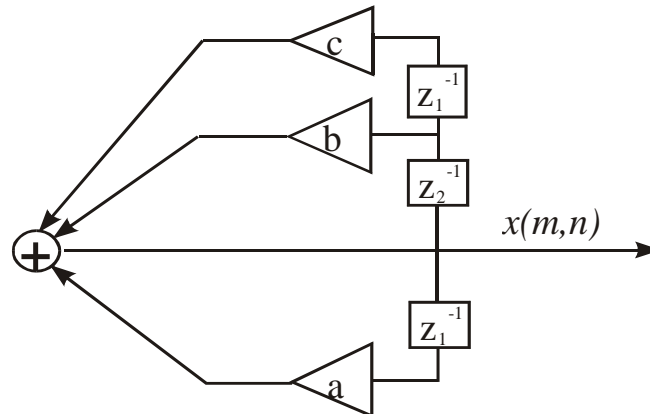 c
z₁⁻¹
b
z₂⁻¹
x(m,n)
+
z₁⁻¹
a